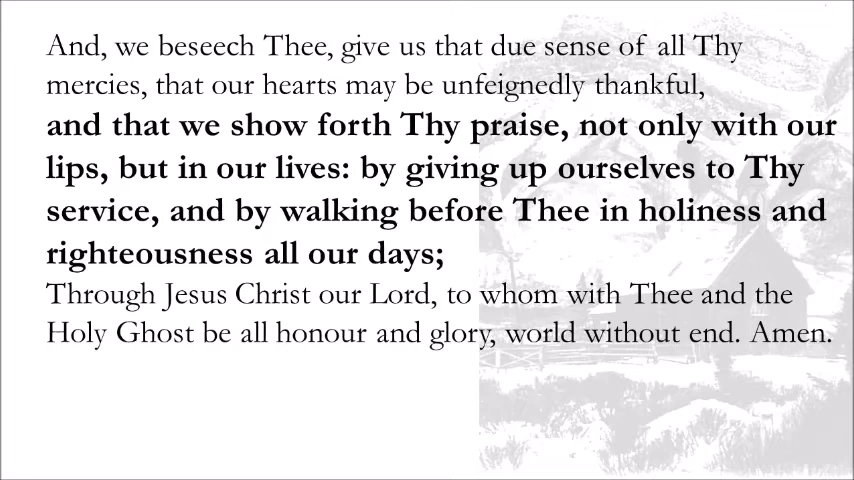 And, we beseech Thee, give us that due sense of all Thy
mercies, that our hearts may be unfeignedly thankful,
and that we show forth Thy praise, not only with our
lips, but in our lives: by giving up ourselves to Thy
service, and by walking before Thee in holiness and
righteousness all our days;
Through Jesus Christ our Lord, to whom with Thee and the
Holy Ghost be all honour and glory, world without end. Amen.